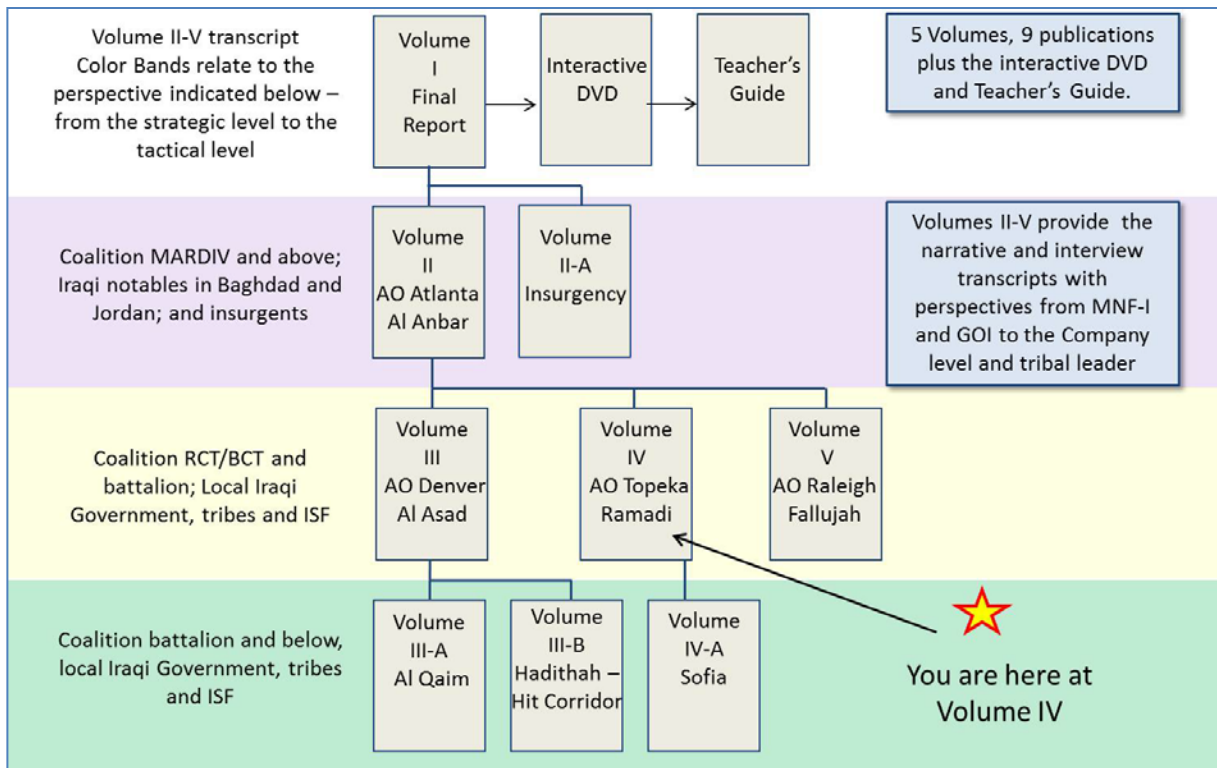 Volume II-V transcript
Color Bands relate to the
perspective indicated below –
from the strategic level to the
tactical level
Volume
I
Final
Report
Interactive
DVD
Teacher’s
Guide
5 Volumes, 9 publications
plus the interactive DVD
and Teacher’s Guide.
Coalition MARDIV and above;
Iraqi notables in Baghdad and
Jordan; and insurgents
Volume
II
AO Atlanta
Al Anbar
Volume
II-A
Insurgency
Volumes II-V provide the
narrative and interview
transcripts with
perspectives from MNF-I
and GOI to the Company
level and tribal leader
Coalition RCT/BCT and
battalion; Local Iraqi
Government, tribes and ISF
Volume
III
AO Denver
Al Asad
Volume
IV
AO Topeka
Ramadi
Volume
V
AO Raleigh
Fallujah
Coalition battalion and below,
local Iraqi Government, tribes
and ISF
Volume
III-A
Al Qaim
Volume
III-B
Hadithah –
Hit Corridor
Volume
IV-A
Sofia
You are here at
Volume IV